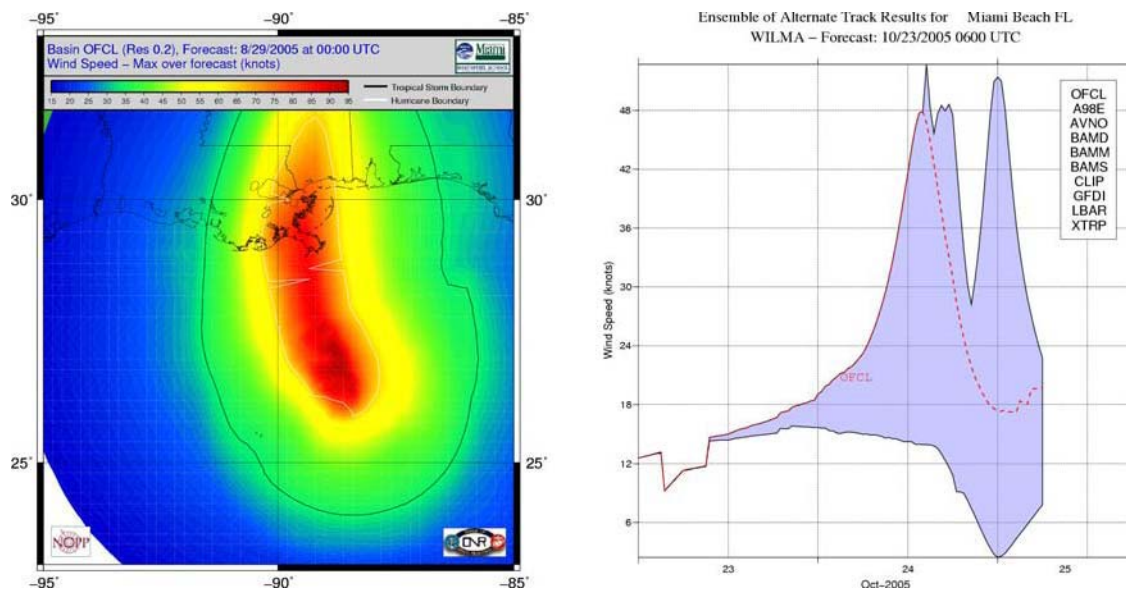 −95˚
−90˚
−85˚
Basin OFCL (Res 0.2), Forecast: 8/29/2005 at 00:00 UTC
Wind Speed − Max over forecast (knots)
Miami
15 20 25 30 35 40 45 50 55 60 65 70 75 80 85 90 95
Tropical Storm Boundary
Hurricane Boundary
30˚
30˚
25˚
25˚
NOPP
ONR
−95˚
−90˚
−85˚
Ensemble of Alternate Track Results for Miami Beach FL
WILMA − Forecast: 10/23/2005 0600 UTC
OFCL
A98E
AVNO
BAMD
BAMM
BAMS
CLIP
GFDI
LBAR
XTRP
48
42
36
30
24
18
12
6
Wind Speed (knots)
OFCL
23
24
25
Oct−2005